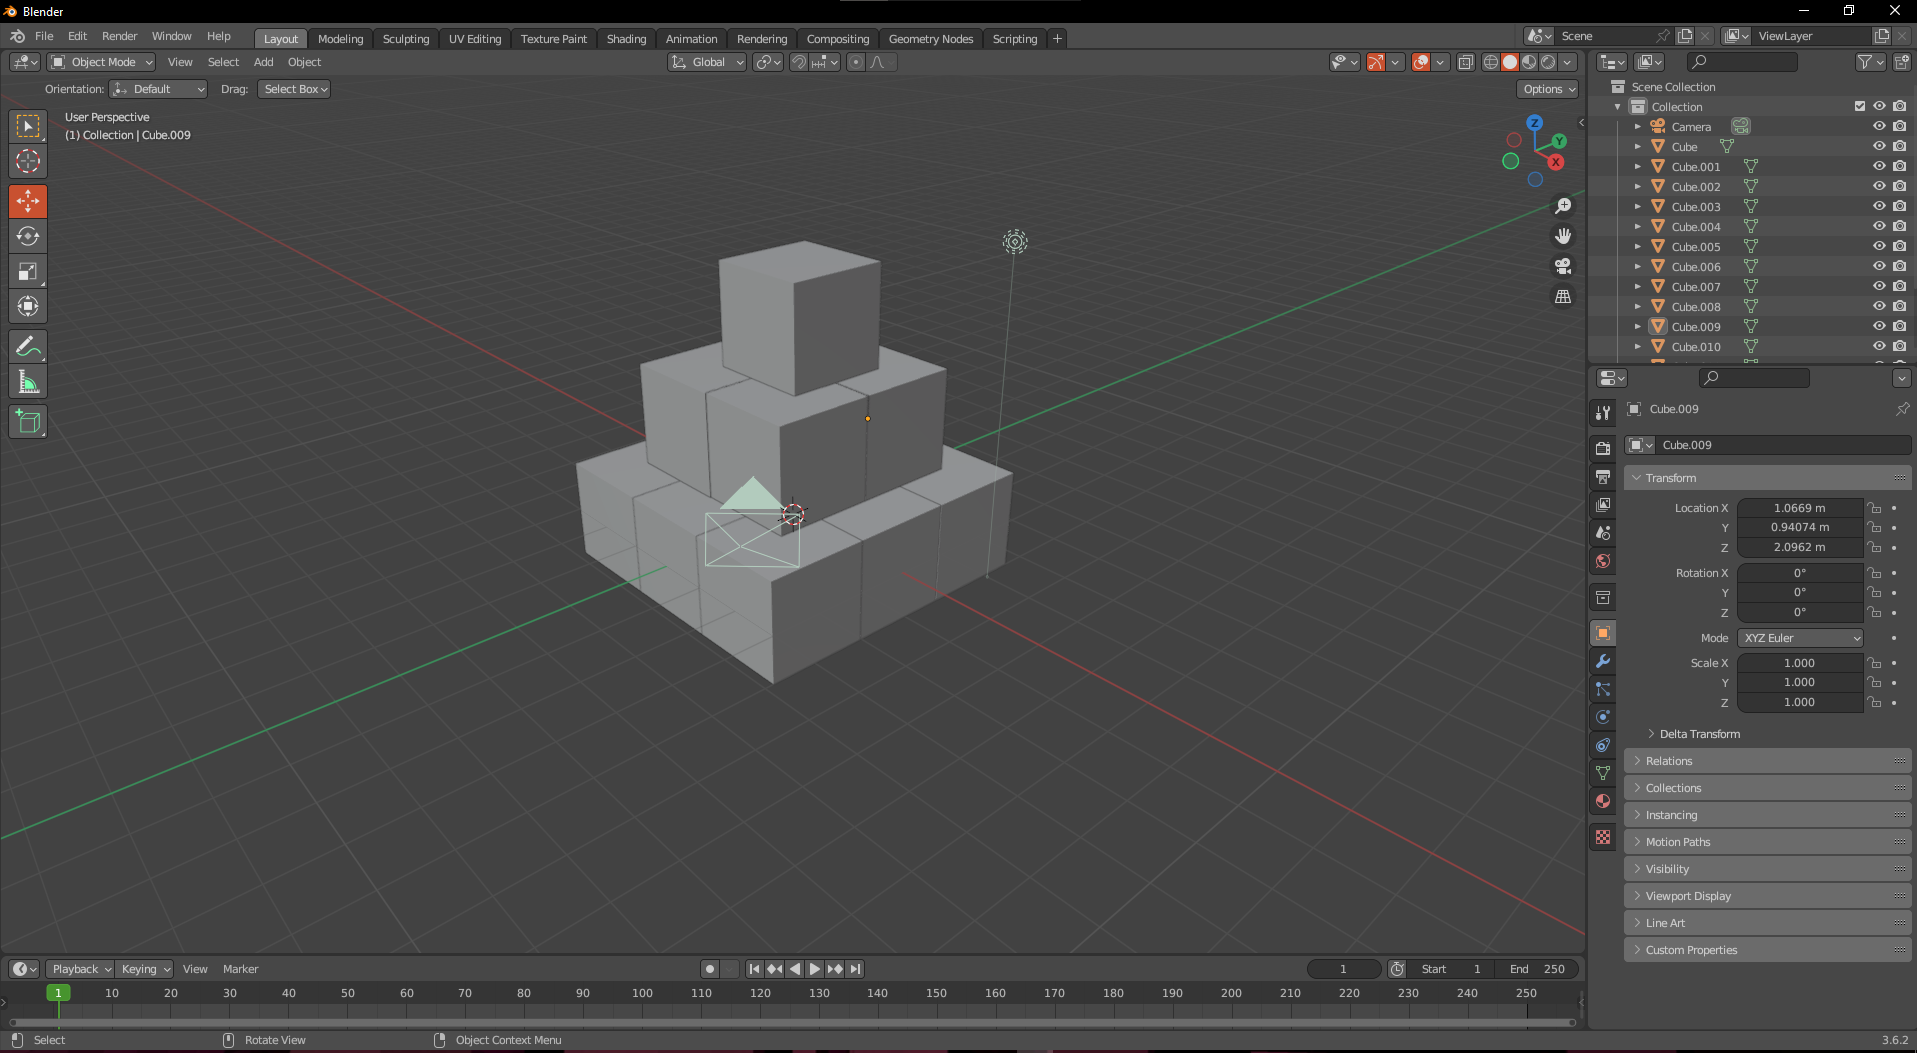 Blender
File Edit Render Window Help Layout Modeling Sculpting UV Editing Texture Paint Shading Animation Rendering Compositing Geometry Nodes Scripting + Scene ViewLayer
Object Mode View Select Add Object Global
Orientation: Default Drag: Select Box Options
User Perspective
(1) Collection | Cube.009
Z
Y
X
Scene Collection
Collection
Camera
Cube
Cube.001
Cube.002
Cube.003
Cube.004
Cube.005
Cube.006
Cube.007
Cube.008
Cube.009
Cube.010
Cube.009
Cube.009
Transform
Location X 1.0669 m
Y 0.94074 m
Z 2.0962 m
Rotation X 0°
Y 0°
Z 0°
Mode XYZ Euler
Scale X 1.000
Y 1.000
Z 1.000
Delta Transform
Relations
Collections
Instancing
Motion Paths
Visibility
Viewport Display
Line Art
Custom Properties
Playback Keying View Marker 1 Start 1 End 250
1 10 20 30 40 50 60 70 80 90 100 110 120 130 140 150 160 170 180 190 200 210 220 230 240 250
Select Rotate View Object Context Menu 3.6.2